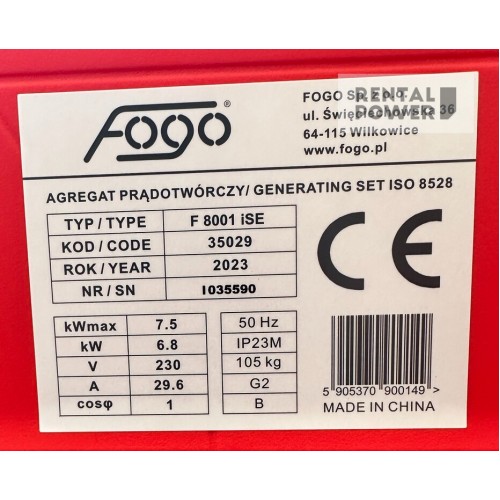 Fogo®
FOGO Sp. z o.o.
ul. Święciechowska 36
64-115 Wilkowice
www.fogo.pl
RENTAL
POWER
AGREGAT PRĄDOTWÓRCZY/ GENERATING SET ISO 8528
TYP / TYPE F 8001 iSE
KOD / CODE 35029
ROK / YEAR 2023
NR / SN I035590
CE
kWmax 7.5 50 Hz
kW 6.8 IP23M
V 230 105 kg
A 29.6 G2
cosφ 1 B
5 905370 900149 >
MADE IN CHINA